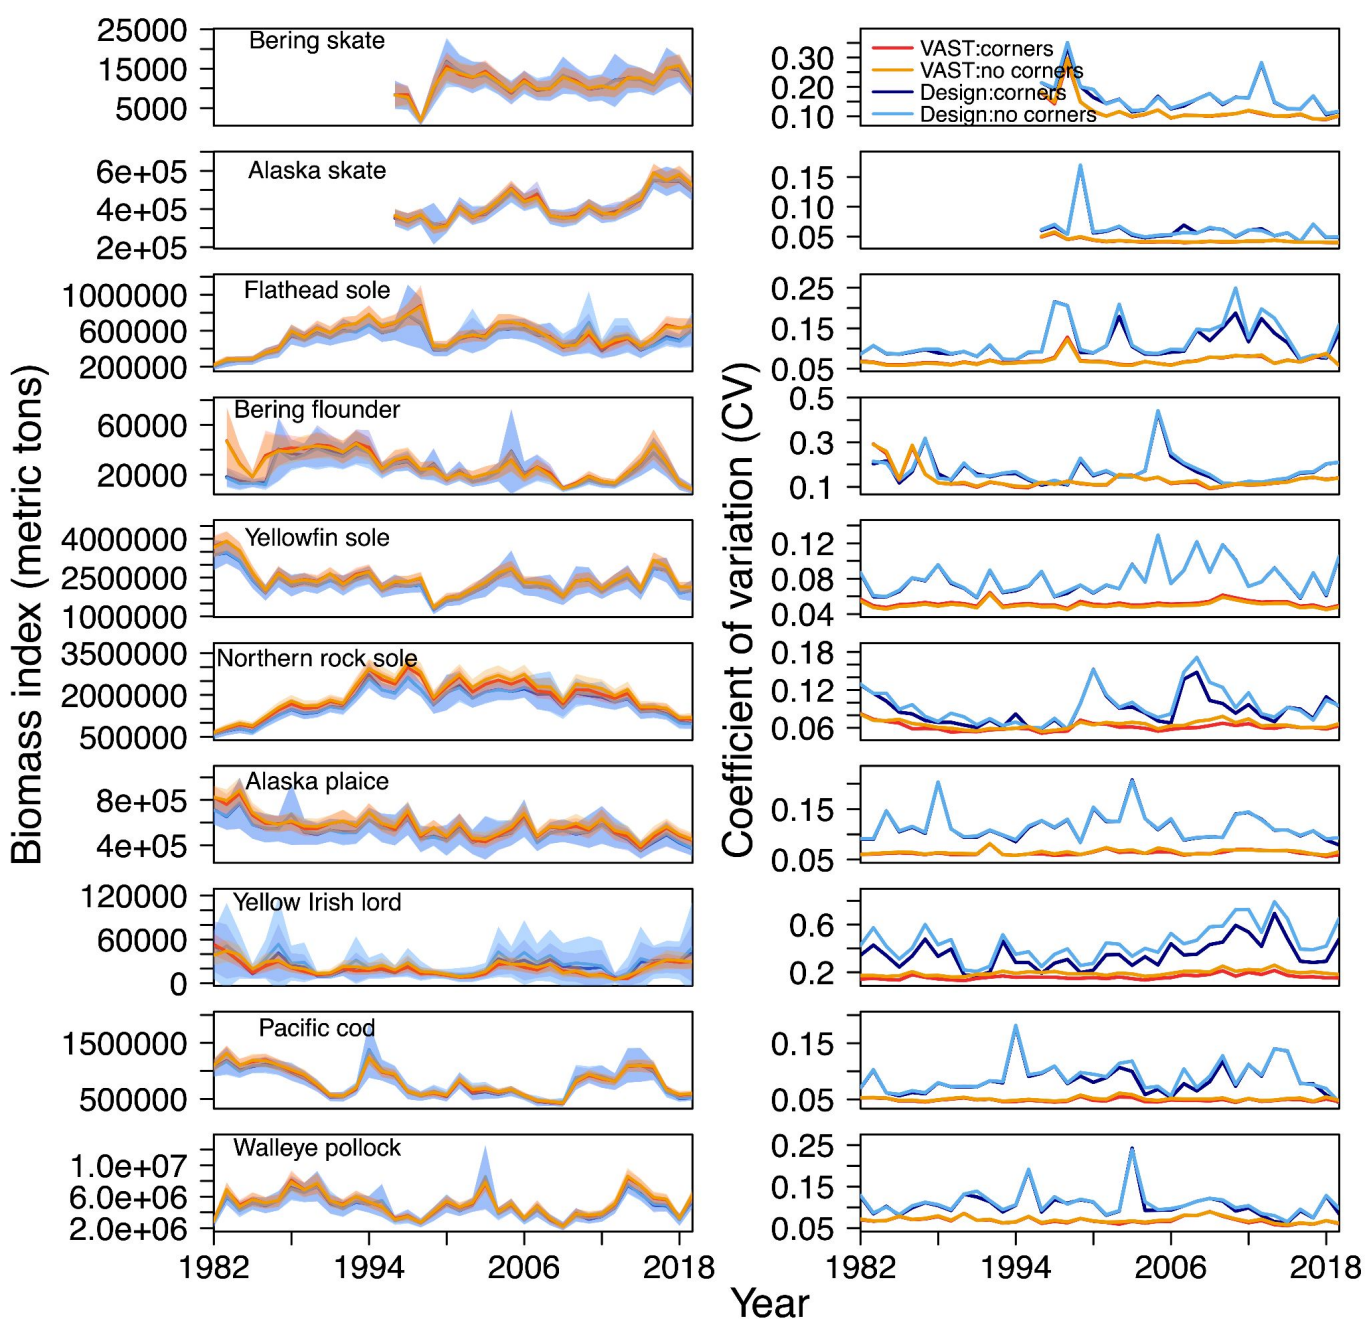 Biomass index (metric tons)
25000
15000
5000
Bering skate
6e+05
4e+05
2e+05
Alaska skate
1000000
600000
200000
Flathead sole
60000
20000
Bering flounder
4000000
2500000
1000000
Yellowfin sole
3500000
2000000
500000
Northern rock sole
8e+05
4e+05
Alaska plaice
120000
60000
0
Yellow Irish lord
1500000
500000
Pacific cod
1.0e+07
6.0e+06
2.0e+06
Walleye pollock
1982 1994 2006 2018
Coefficient of variation (CV)
0.30
0.20
0.10
VAST:corners
VAST:no corners
Design:corners
Design:no corners
0.15
0.10
0.05
0.25
0.15
0.05
0.5
0.3
0.1
0.12
0.08
0.04
0.18
0.12
0.06
0.15
0.05
0.6
0.2
0.15
0.05
0.25
0.15
0.05
1982 1994 2006 2018
Year